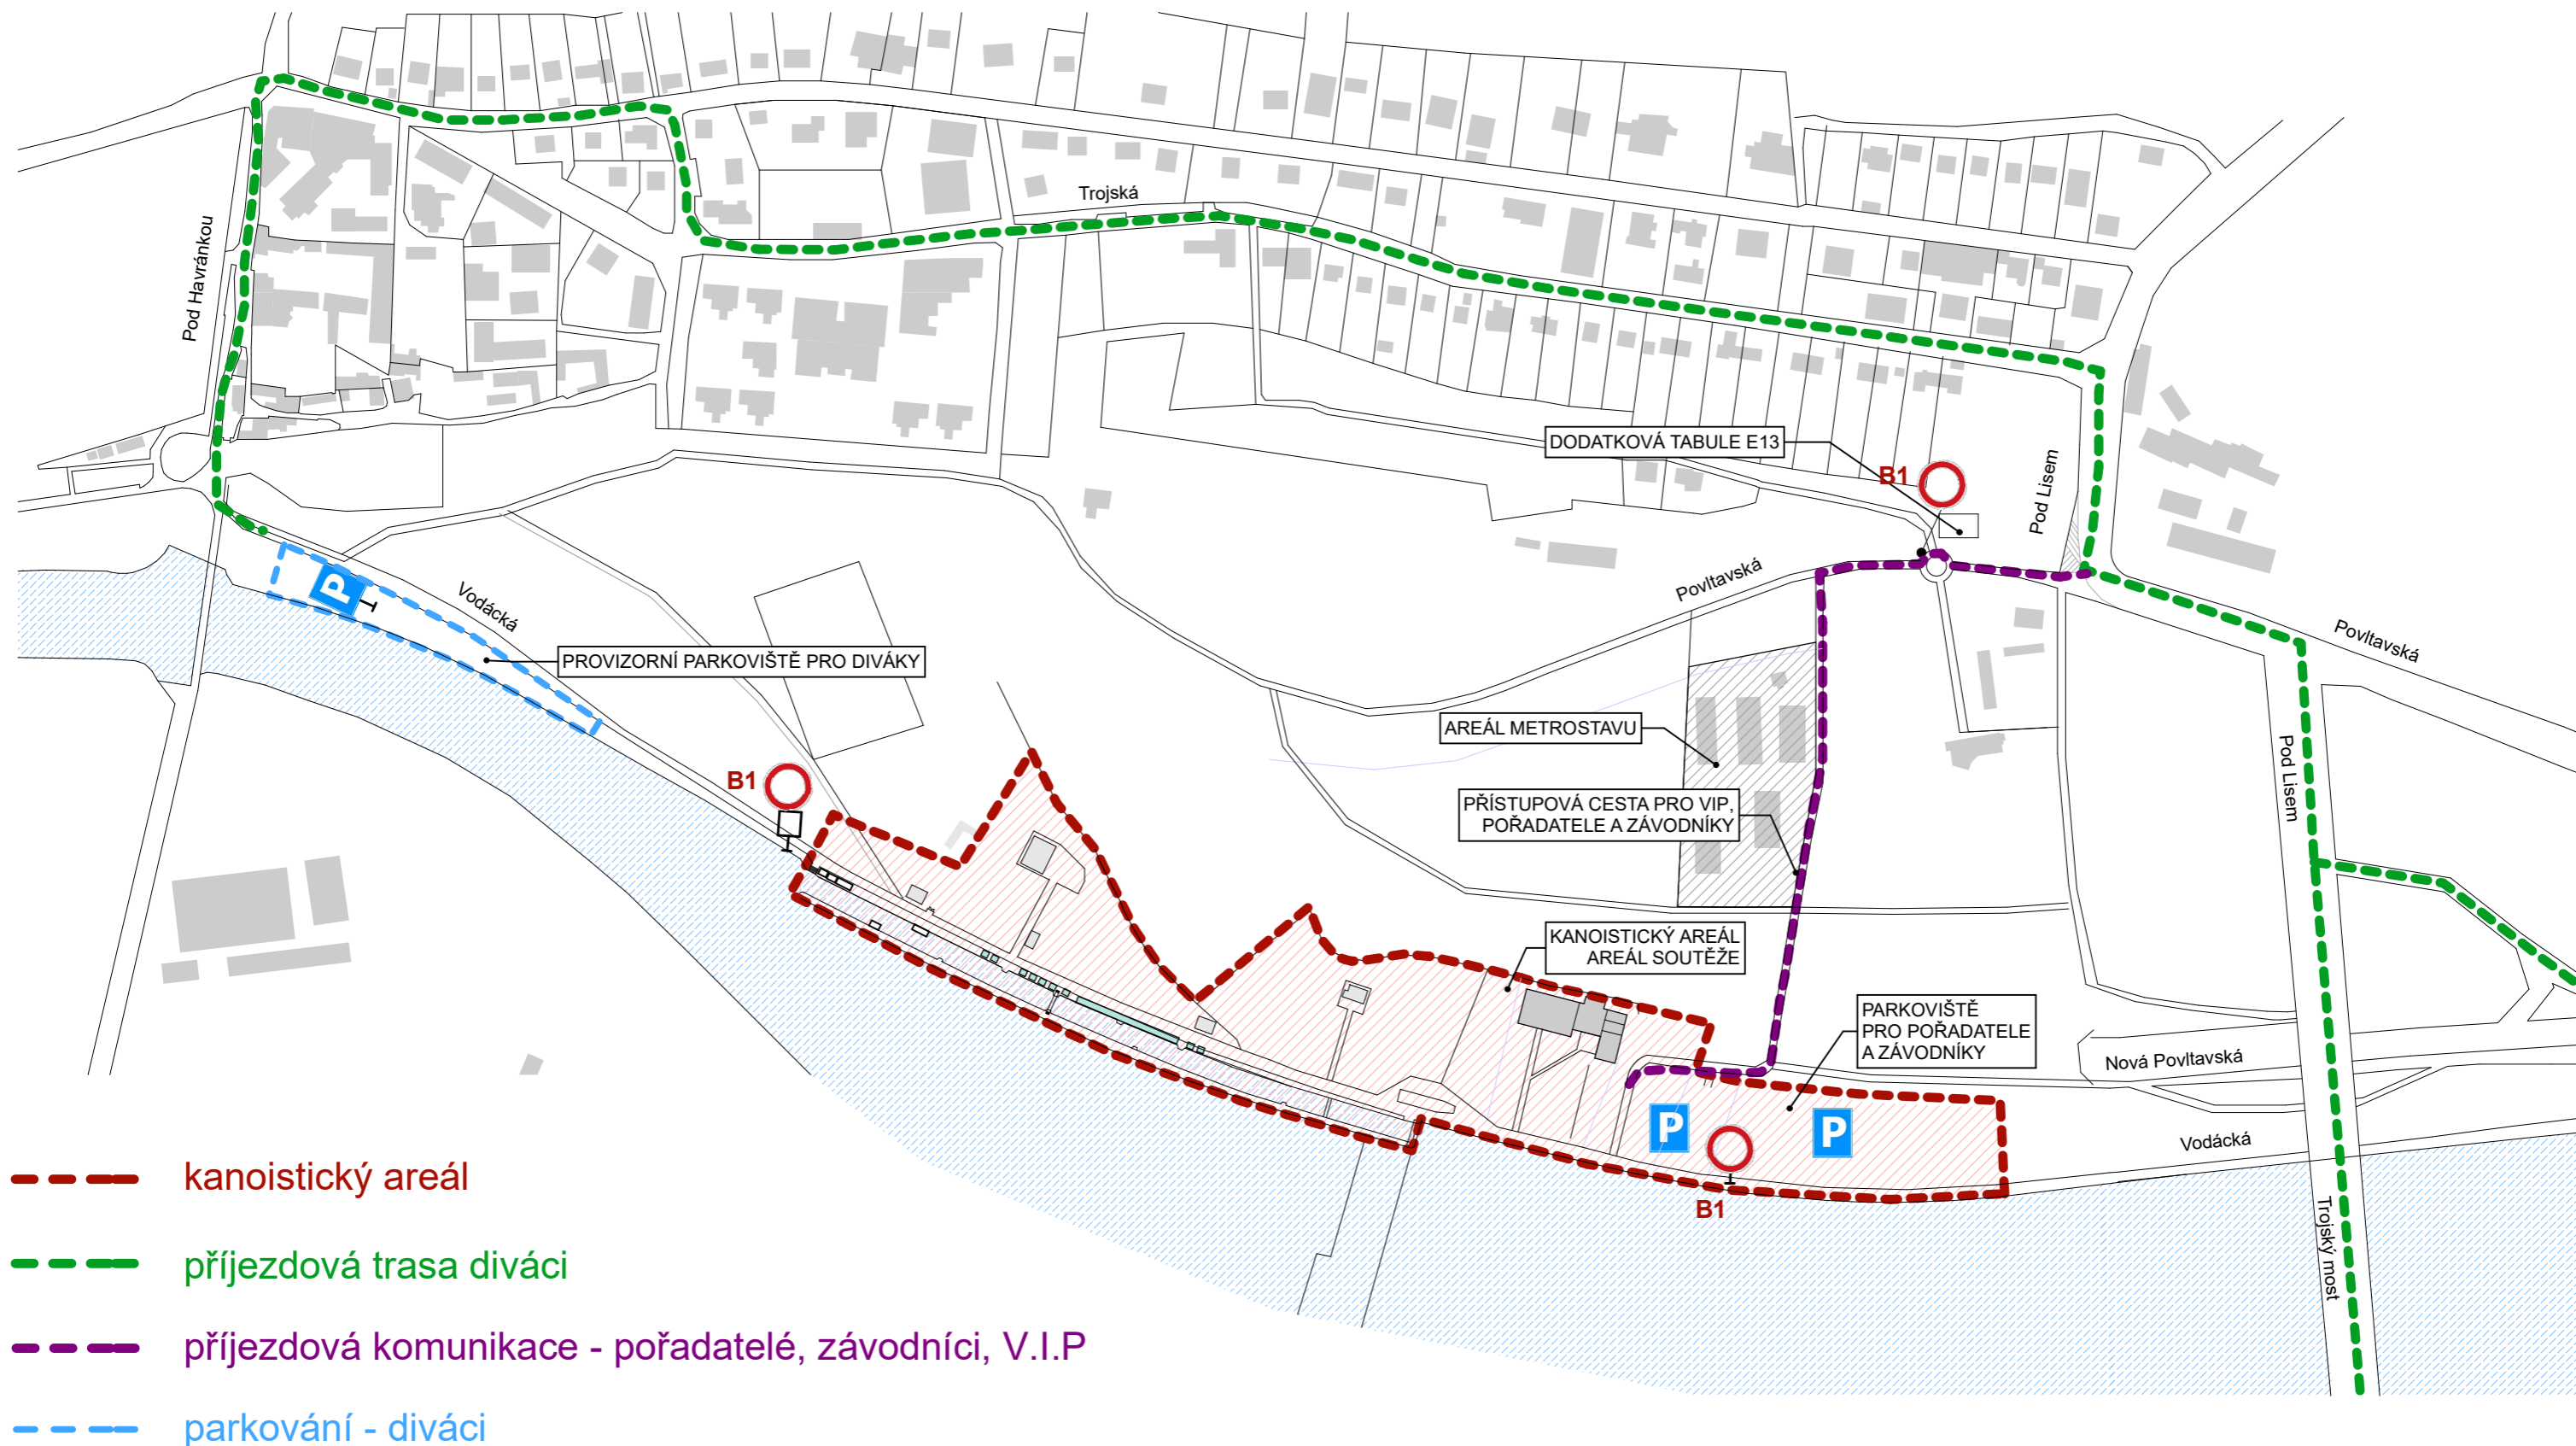 Trojská
Pod Havránkou
DODATKOVÁ TABULE E13
B1
Pod Lisem
Povltavská
Vodácká
Povltavská
PROVIZORNÍ PARKOVIŠTĚ PRO DIVÁKY
P
AREÁL METROSTAVU
Pod Lisem
B1
PŘÍSTUPOVÁ CESTA PRO VIP,
POŘADATELE A ZÁVODNÍKY
KANOISTICKÝ AREÁL
AREÁL SOUTĚŽE
PARKOVIŠTĚ
PRO POŘADATELE
A ZÁVODNÍKY
Nová Povltavská
P
P
Vodácká
B1
Trojský most
kanoistický areál
příjezdová trasa diváci
příjezdová komunikace - pořadatelé, závodníci, V.I.P
parkování - diváci